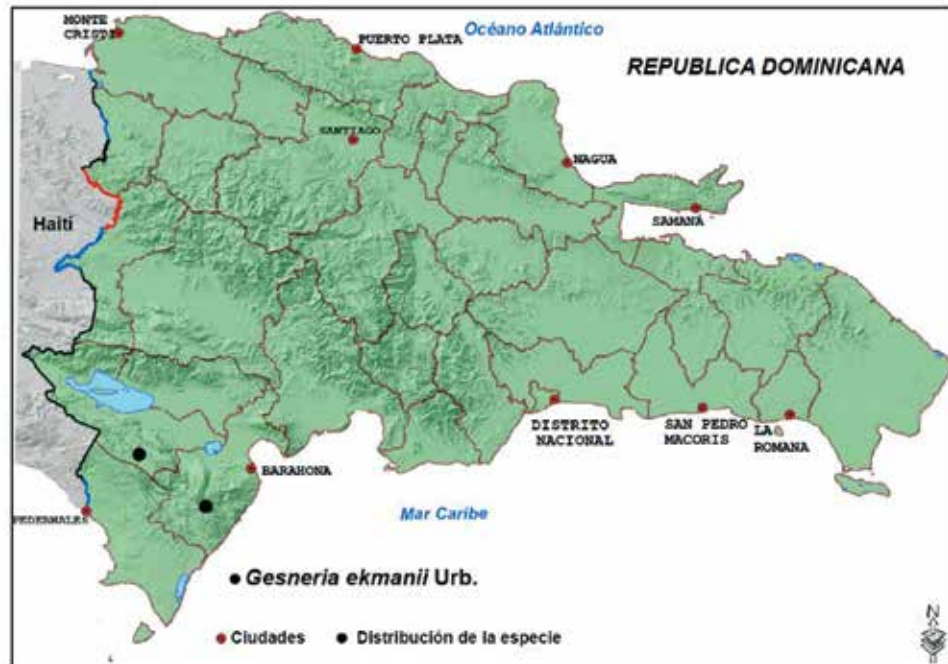 MONTE
CRISTI
Océano Atlántico
PUERTO PLATA
REPUBLICA DOMINICANA
SANTIAGO
NAGUA
SAMANÁ
Haití
DISTRITO
NACIONAL
SAN PEDRO
MACORIS
LA
ROMANA
BARAHONA
PEDERNALES
Mar Caribe
Gesneria ekmanii Urb.
Ciudades
Distribución de la especie
N